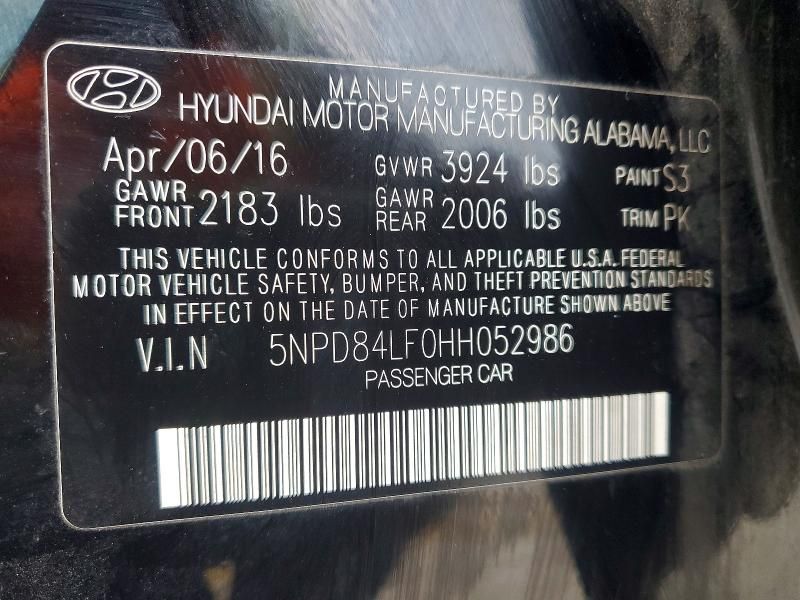 MANUFACTURED BY
HYUNDAI MOTOR MANUFACTURING ALABAMA, LLC
Apr/06/16 GVWR 3924 lbs PAINT S3
GAWR FRONT 2183 lbs GAWR REAR 2006 lbs TRIM PK
THIS VEHICLE CONFORMS TO ALL APPLICABLE U.S.A. FEDERAL
MOTOR VEHICLE SAFETY, BUMPER, AND THEFT PREVENTION STANDARDS
IN EFFECT ON THE DATE OF MANUFACTURE SHOWN ABOVE
V.I.N 5NPD84LF0HH052986
PASSENGER CAR